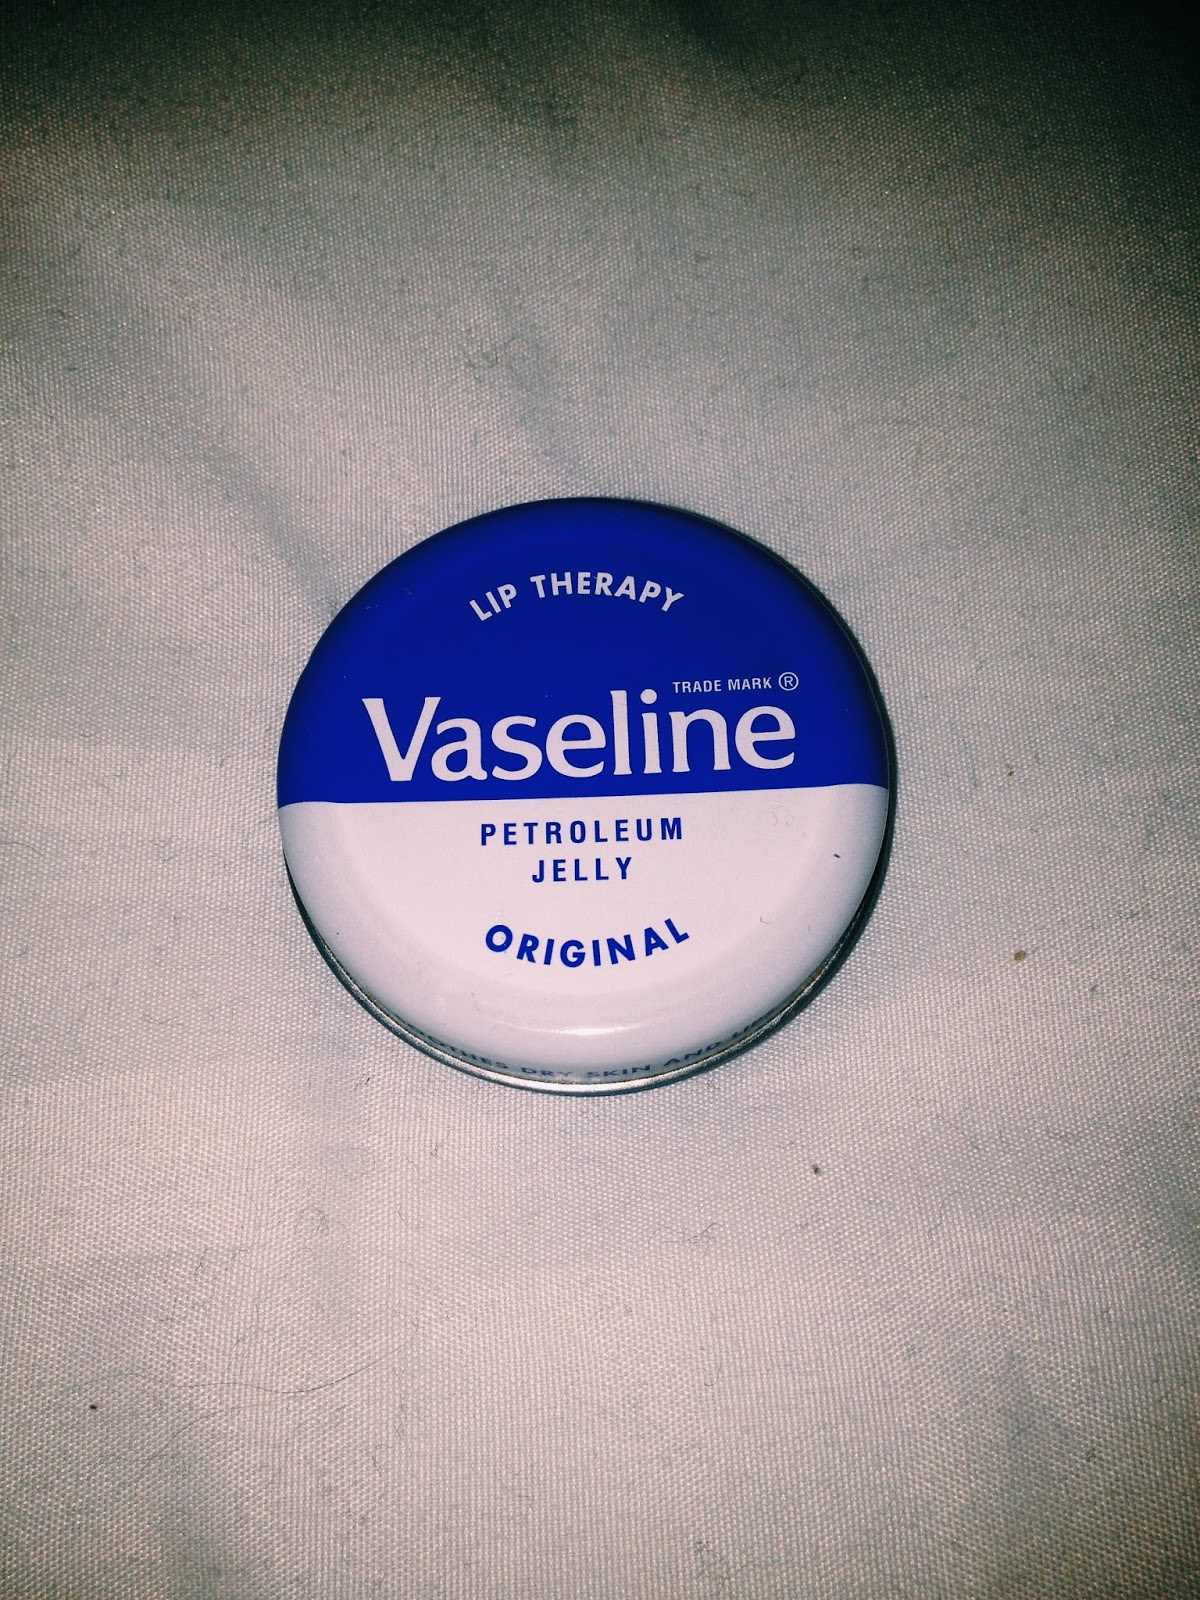 LIP THERAPY
TRADE MARK ®
Vaseline
PETROLEUM
JELLY
ORIGINAL
DRY SKIN AND